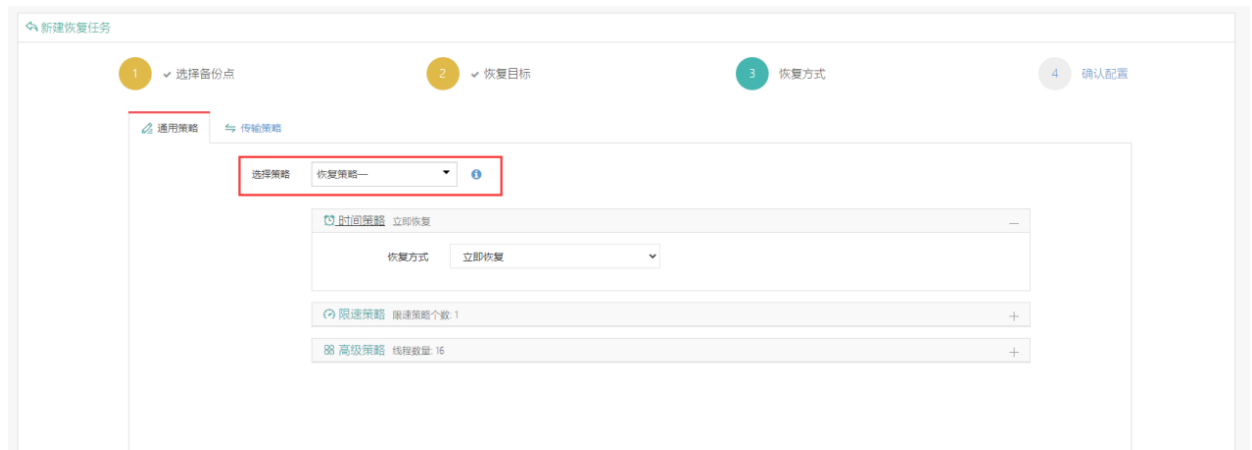 新建恢复任务
1 选择备份点 2 恢复目标 3 恢复方式 4 确认配置
通用策略 传输策略
选择策略 恢复策略一
时间策略 立即恢复
恢复方式 立即恢复
限速策略 限速策略个数: 1
高级策略 线程数量: 16